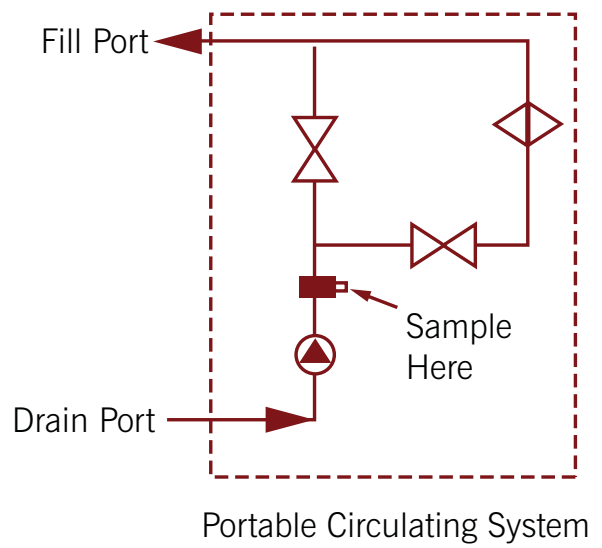 Fill Port
Sample
Here
Drain Port
Portable Circulating System